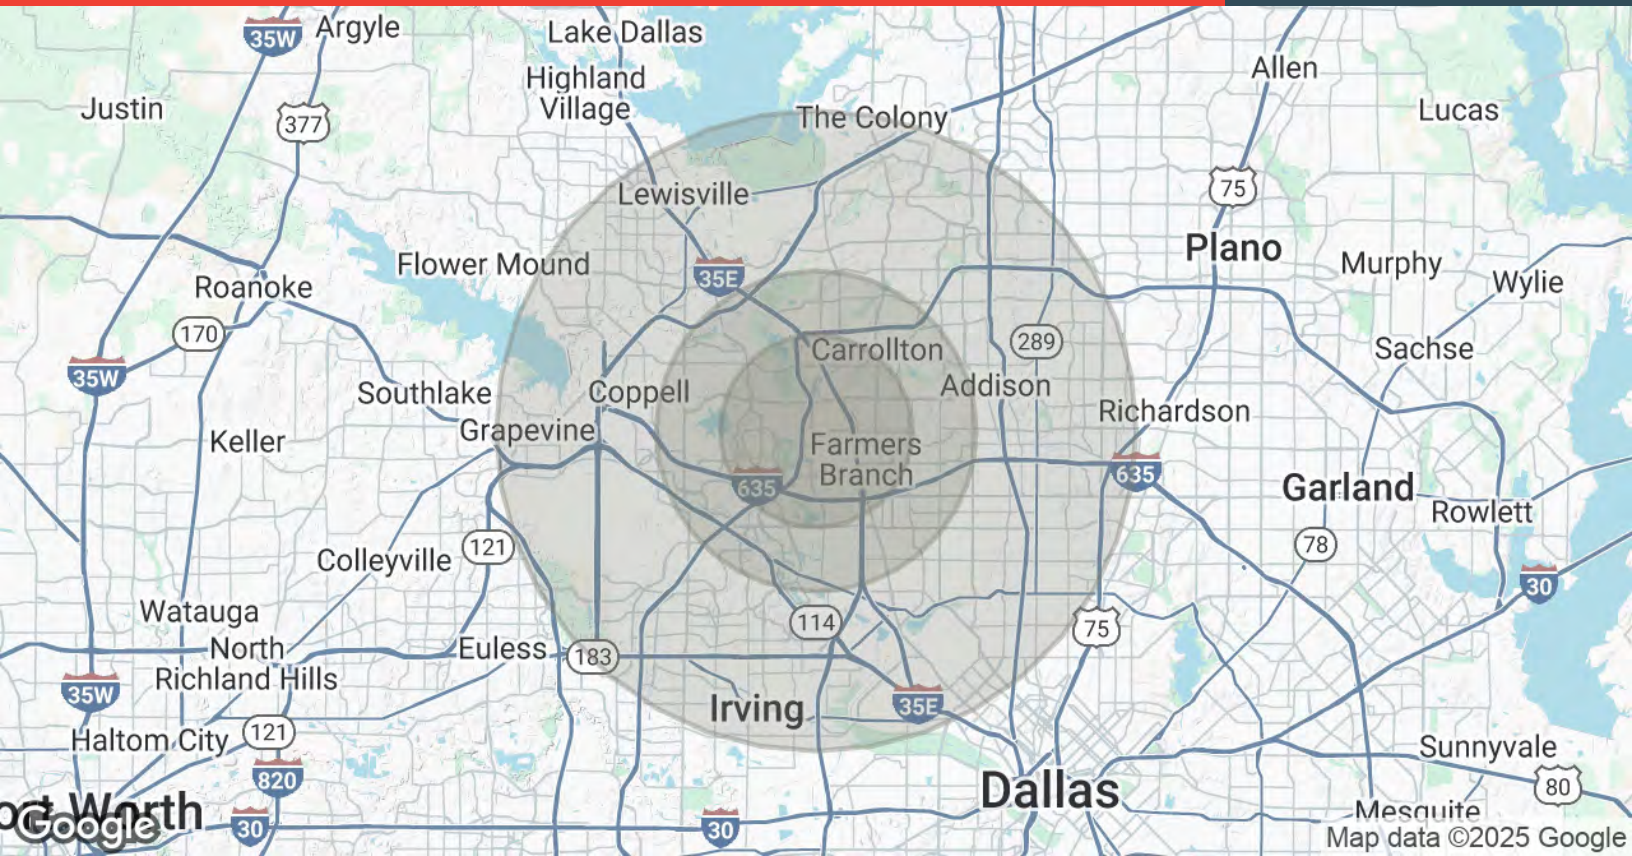 35W
Argyle
Lake Dallas
Highland
Village
Allen
Justin
377
The Colony
Lucas
Lewisville
75
Plano
Flower Mound
35E
Murphy
Wylie
Roanoke
170
289
Carrollton
Sachse
35W
Southlake
Coppell
Addison
Richardson
Grapevine
Keller
Farmers
Branch
635
635
Garland
Rowlett
121
78
Colleyville
30
Watauga
114
75
North
Richland Hills
Euless
183
35W
Irving
35E
121
Haltom City
Sunnyvale
820
Dallas
80
ort Worth
Google
30
30
Mesquite
Map data ©2025 Google